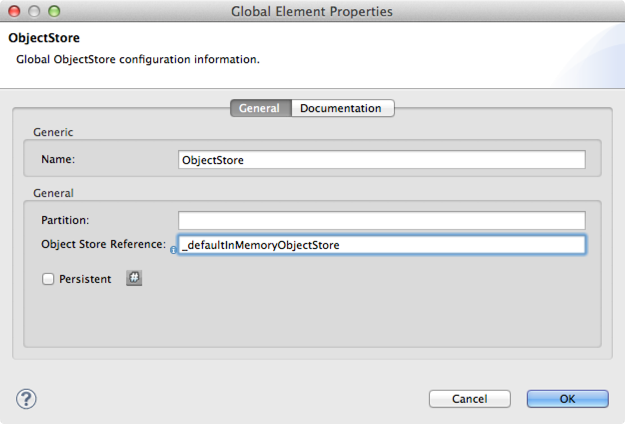 Global Element Properties
ObjectStore
Global ObjectStore configuration information.
General Documentation
Generic
Name: ObjectStore
General
Partition:
Object Store Reference: _defaultInMemoryObjectStore
Persistent #
? Cancel OK